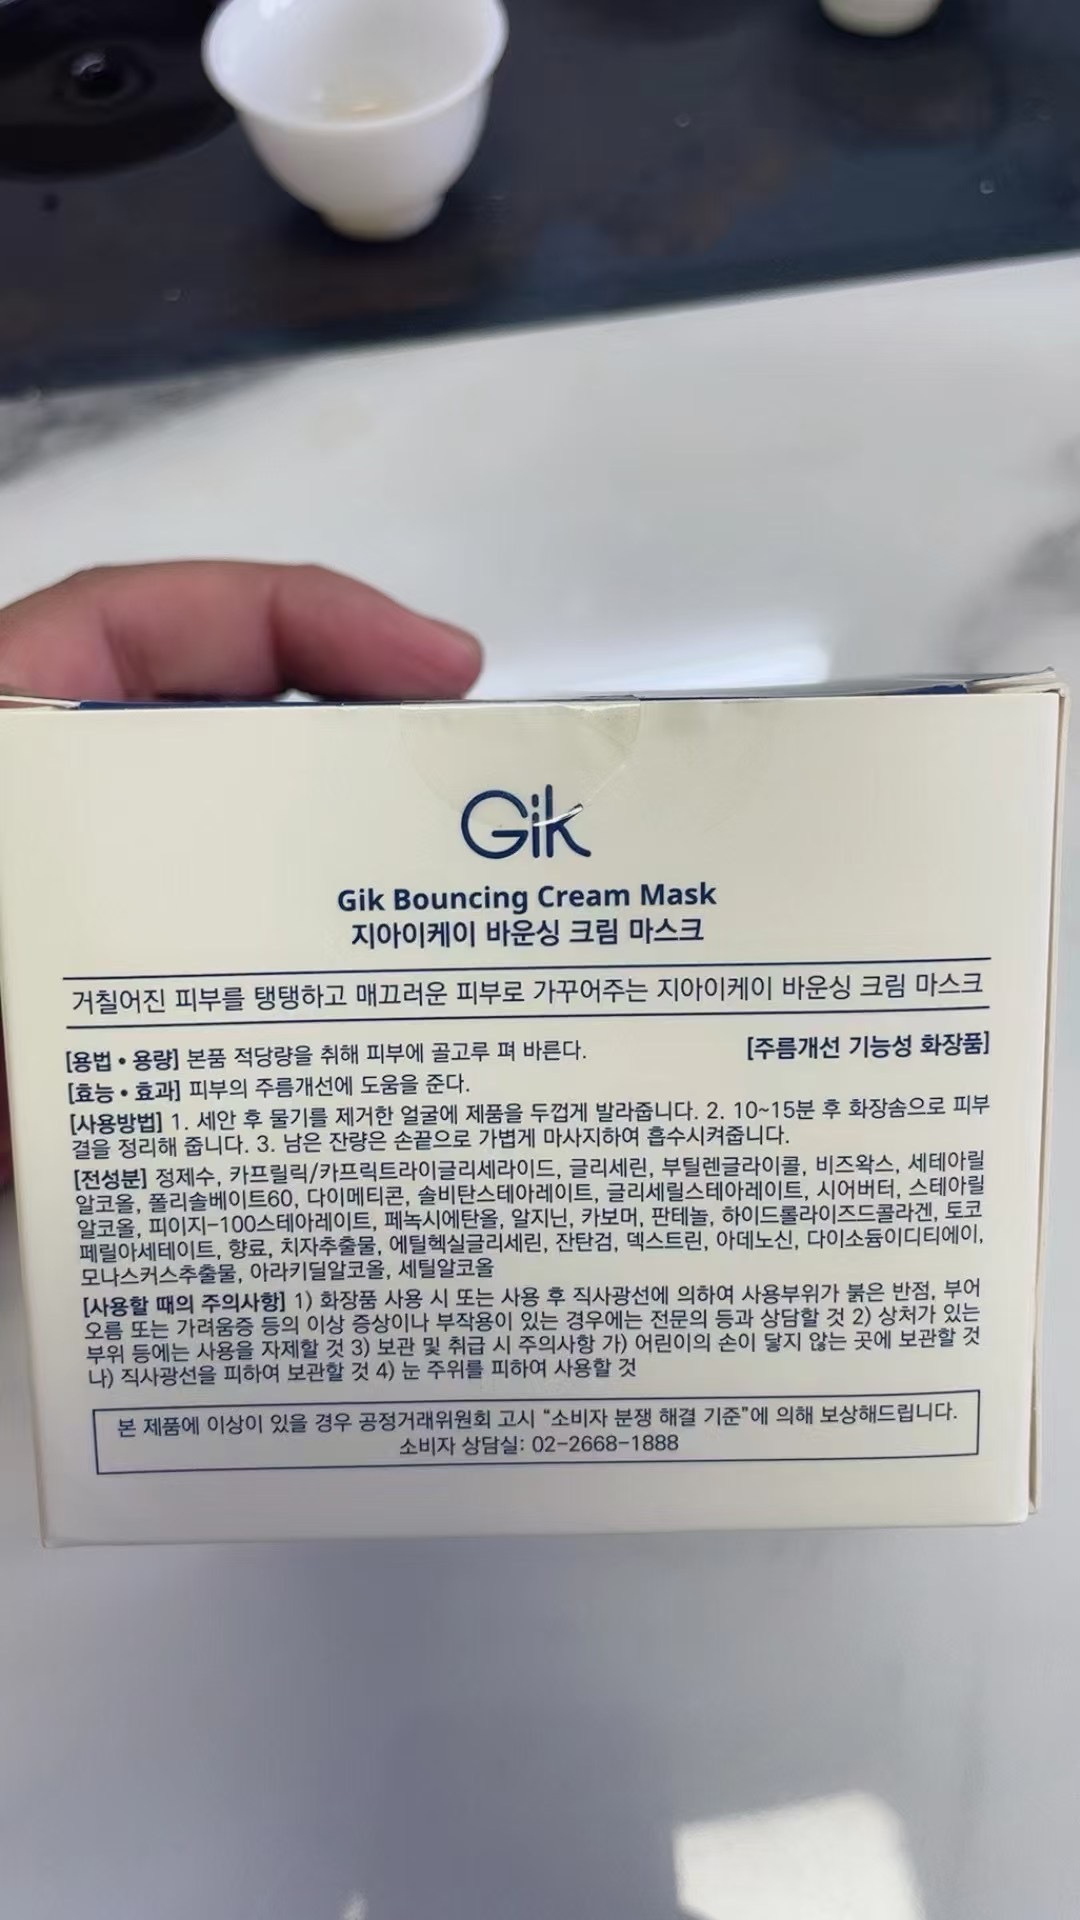 Gik
Gik Bouncing Cream Mask
지아이케이 바운싱 크림 마스크
거칠어진 피부를 탱탱하고 매끄러운 피부로 가꾸어주는 지아이케이 바운싱 크림 마스크
[용법 • 용량] 본품 적당량을 취해 피부에 골고루 펴 바른다. [주름개선 기능성 화장품]
[효능 • 효과] 피부의 주름개선에 도움을 준다.
[사용방법] 1. 세안 후 물기를 제거한 얼굴에 제품을 두껍게 발라줍니다. 2. 10~15분 후 화장솜으로 피부
결을 정리해 줍니다. 3. 남은 잔량은 손끝으로 가볍게 마사지하여 흡수시켜줍니다.
[전성분] 정제수, 카프릴릭/카프릭트라이글리세라이드, 글리세린, 부틸렌글라이콜, 비즈왁스, 세테아릴
알코올, 폴리솔베이트60, 다이메티콘, 솔비탄스테아레이트, 글리세릴스테아레이트, 시어버터, 스테아릴
알코올, 피이지-100스테아레이트, 페녹시에탄올, 알지닌, 카보머, 판테놀, 하이드롤라이즈드콜라겐, 토코
페릴아세테이트, 향료, 치자추출물, 에틸헥실글리세린, 잔탄검, 덱스트린, 아데노신, 다이소듐이디티에이,
모나스커스추출물, 아라키딜알코올, 세틸알코올
[사용할 때의 주의사항] 1) 화장품 사용 시 또는 사용 후 직사광선에 의하여 사용부위가 붉은 반점, 부어
오름 또는 가려움증 등의 이상 증상이나 부작용이 있는 경우에는 전문의 등과 상담할 것 2) 상처가 있는
부위 등에는 사용을 자제할 것 3) 보관 및 취급 시 주의사항 가) 어린이의 손이 닿지 않는 곳에 보관할 것
나) 직사광선을 피하여 보관할 것 4) 눈 주위를 피하여 사용할 것
본 제품에 이상이 있을 경우 공정거래위원회 고시 "소비자 분쟁 해결 기준"에 의해 보상해드립니다.
소비자 상담실: 02-2668-1888